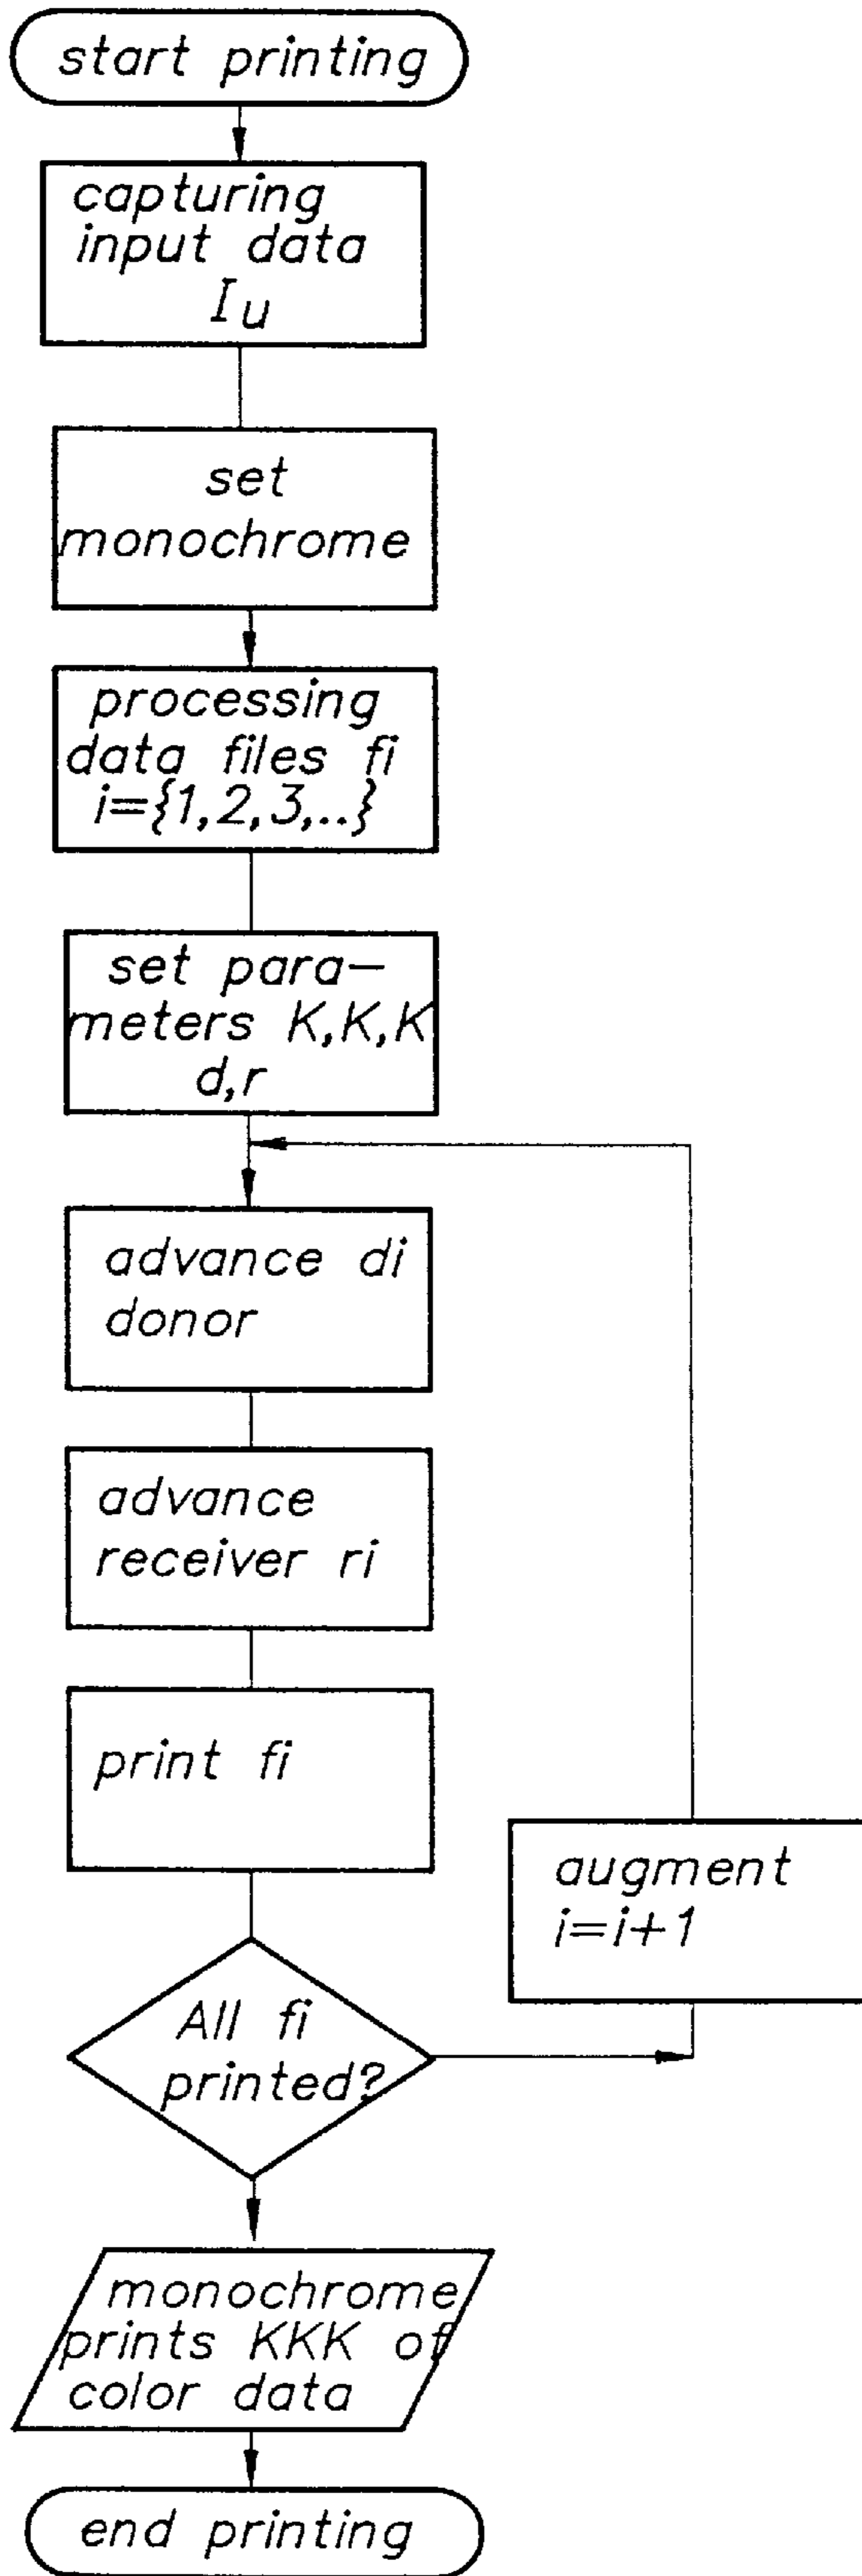 start printing
capturing
input data
Iu
set
monochrome
processing
data files fi
i={1,2,3,..}
set para-
meters K,K,K
d,r
advance di
donor
advance
receiver ri
print fi
augment
i=i+1
All fi
printed?
monochrome
prints KKK of
color data
end printing